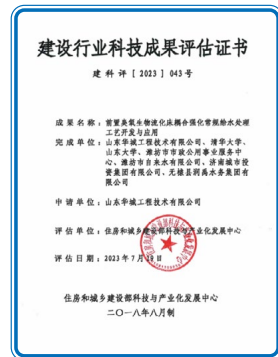 建设行业科技成果评估证书
建科评［2023］043号
成果名称：前置臭氧生物流化床耦合强化常规给水处理
工艺开发与应用
完成单位：山东华城工程技术有限公司、清华大学、
山东大学、潍坊市市政公用事业服务中
心、潍坊市自来水有限公司、济南城市投
资集团有限公司、无棣县润禹水务集团有
限公司
申请单位：山东华城工程技术有限公司
评估单位：住房和城乡建设部科技与产业化发展中心
评估日期：2023年7月
住房和城乡建设部科技与产业化发展中心
二〇一八年八月制